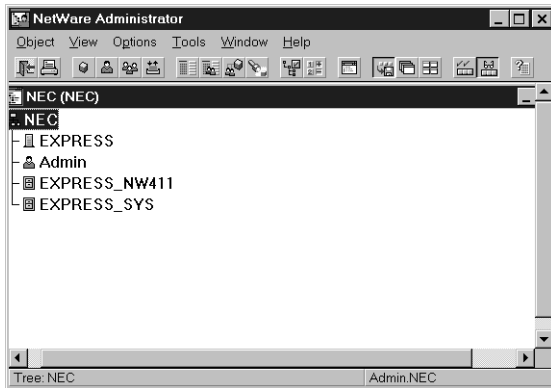 NetWare Administrator
Object View Options Tools Window Help
NEC (NEC)
NEC
EXPRESS
Admin
EXPRESS_NW411
EXPRESS_SYS
Tree: NEC Admin.NEC